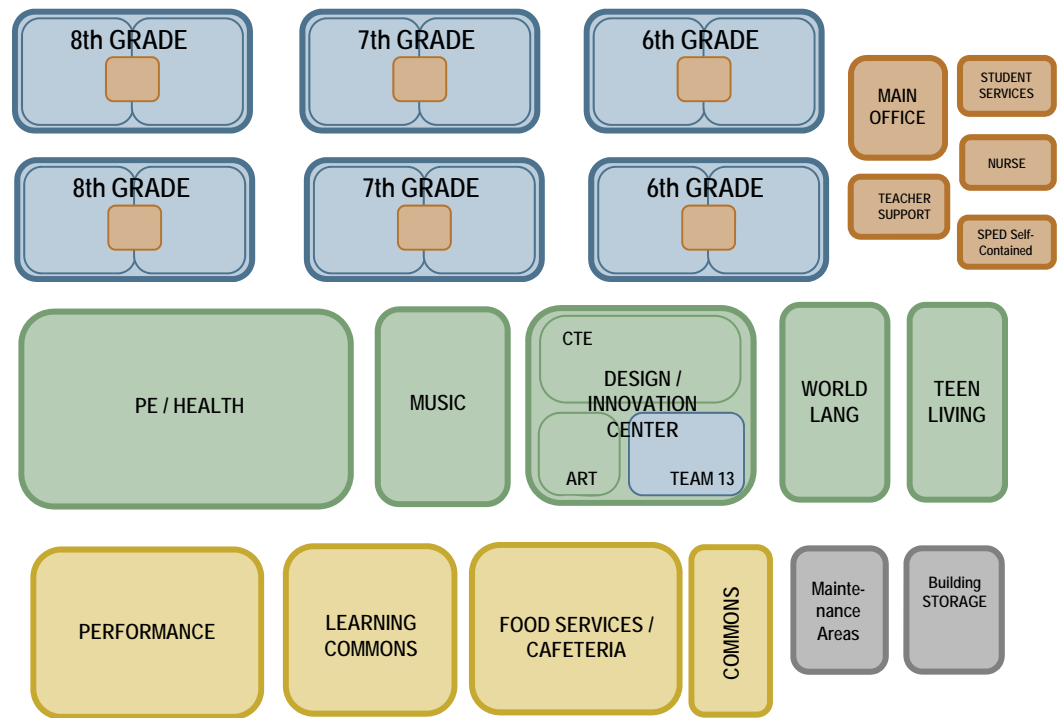 8th GRADE
7th GRADE
6th GRADE
MAIN
OFFICE
STUDENT
SERVICES
NURSE
8th GRADE
7th GRADE
6th GRADE
TEACHER
SUPPORT
SPED Self-
Contained
PE / HEALTH
MUSIC
CTE
DESIGN /
INNOVATION
CENTER
ART
TEAM 13
WORLD
LANG
TEEN
LIVING
PERFORMANCE
LEARNING
COMMONS
FOOD SERVICES /
CAFETERIA
COMMONS
Mainte-
nance
Areas
Building
STORAGE